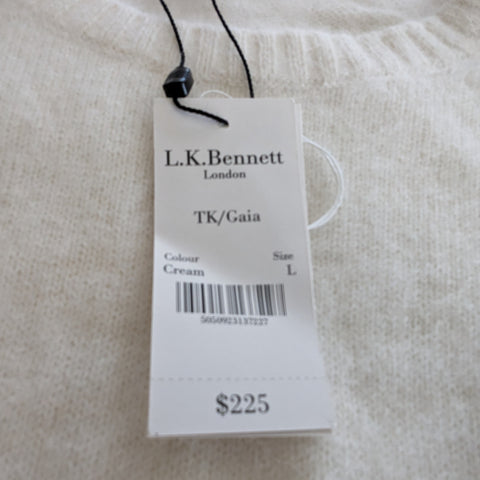 L.K.Bennett
London
TK/Gaia
Colour Size
Cream L
5050923137227
$225